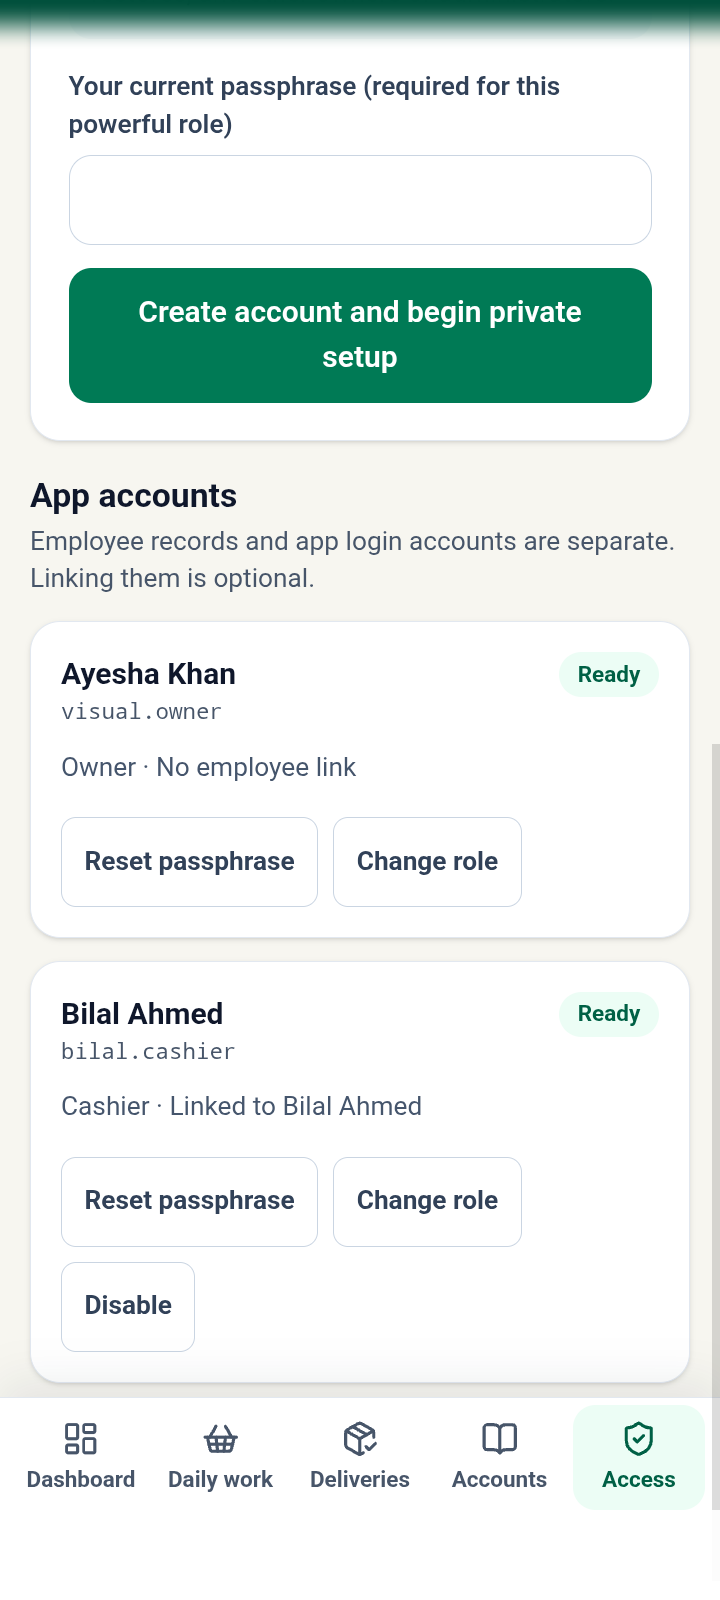 Your current passphrase (required for this
powerful role)
Create account and begin private
setup
App accounts
Employee records and app login accounts are separate.
Linking them is optional.
Ayesha Khan
Ready
visual.owner
Owner · No employee link
Reset passphrase
Change role
Bilal Ahmed
Ready
bilal.cashier
Cashier · Linked to Bilal Ahmed
Reset passphrase
Change role
Disable
Dashboard
Daily work
Deliveries
Accounts
Access